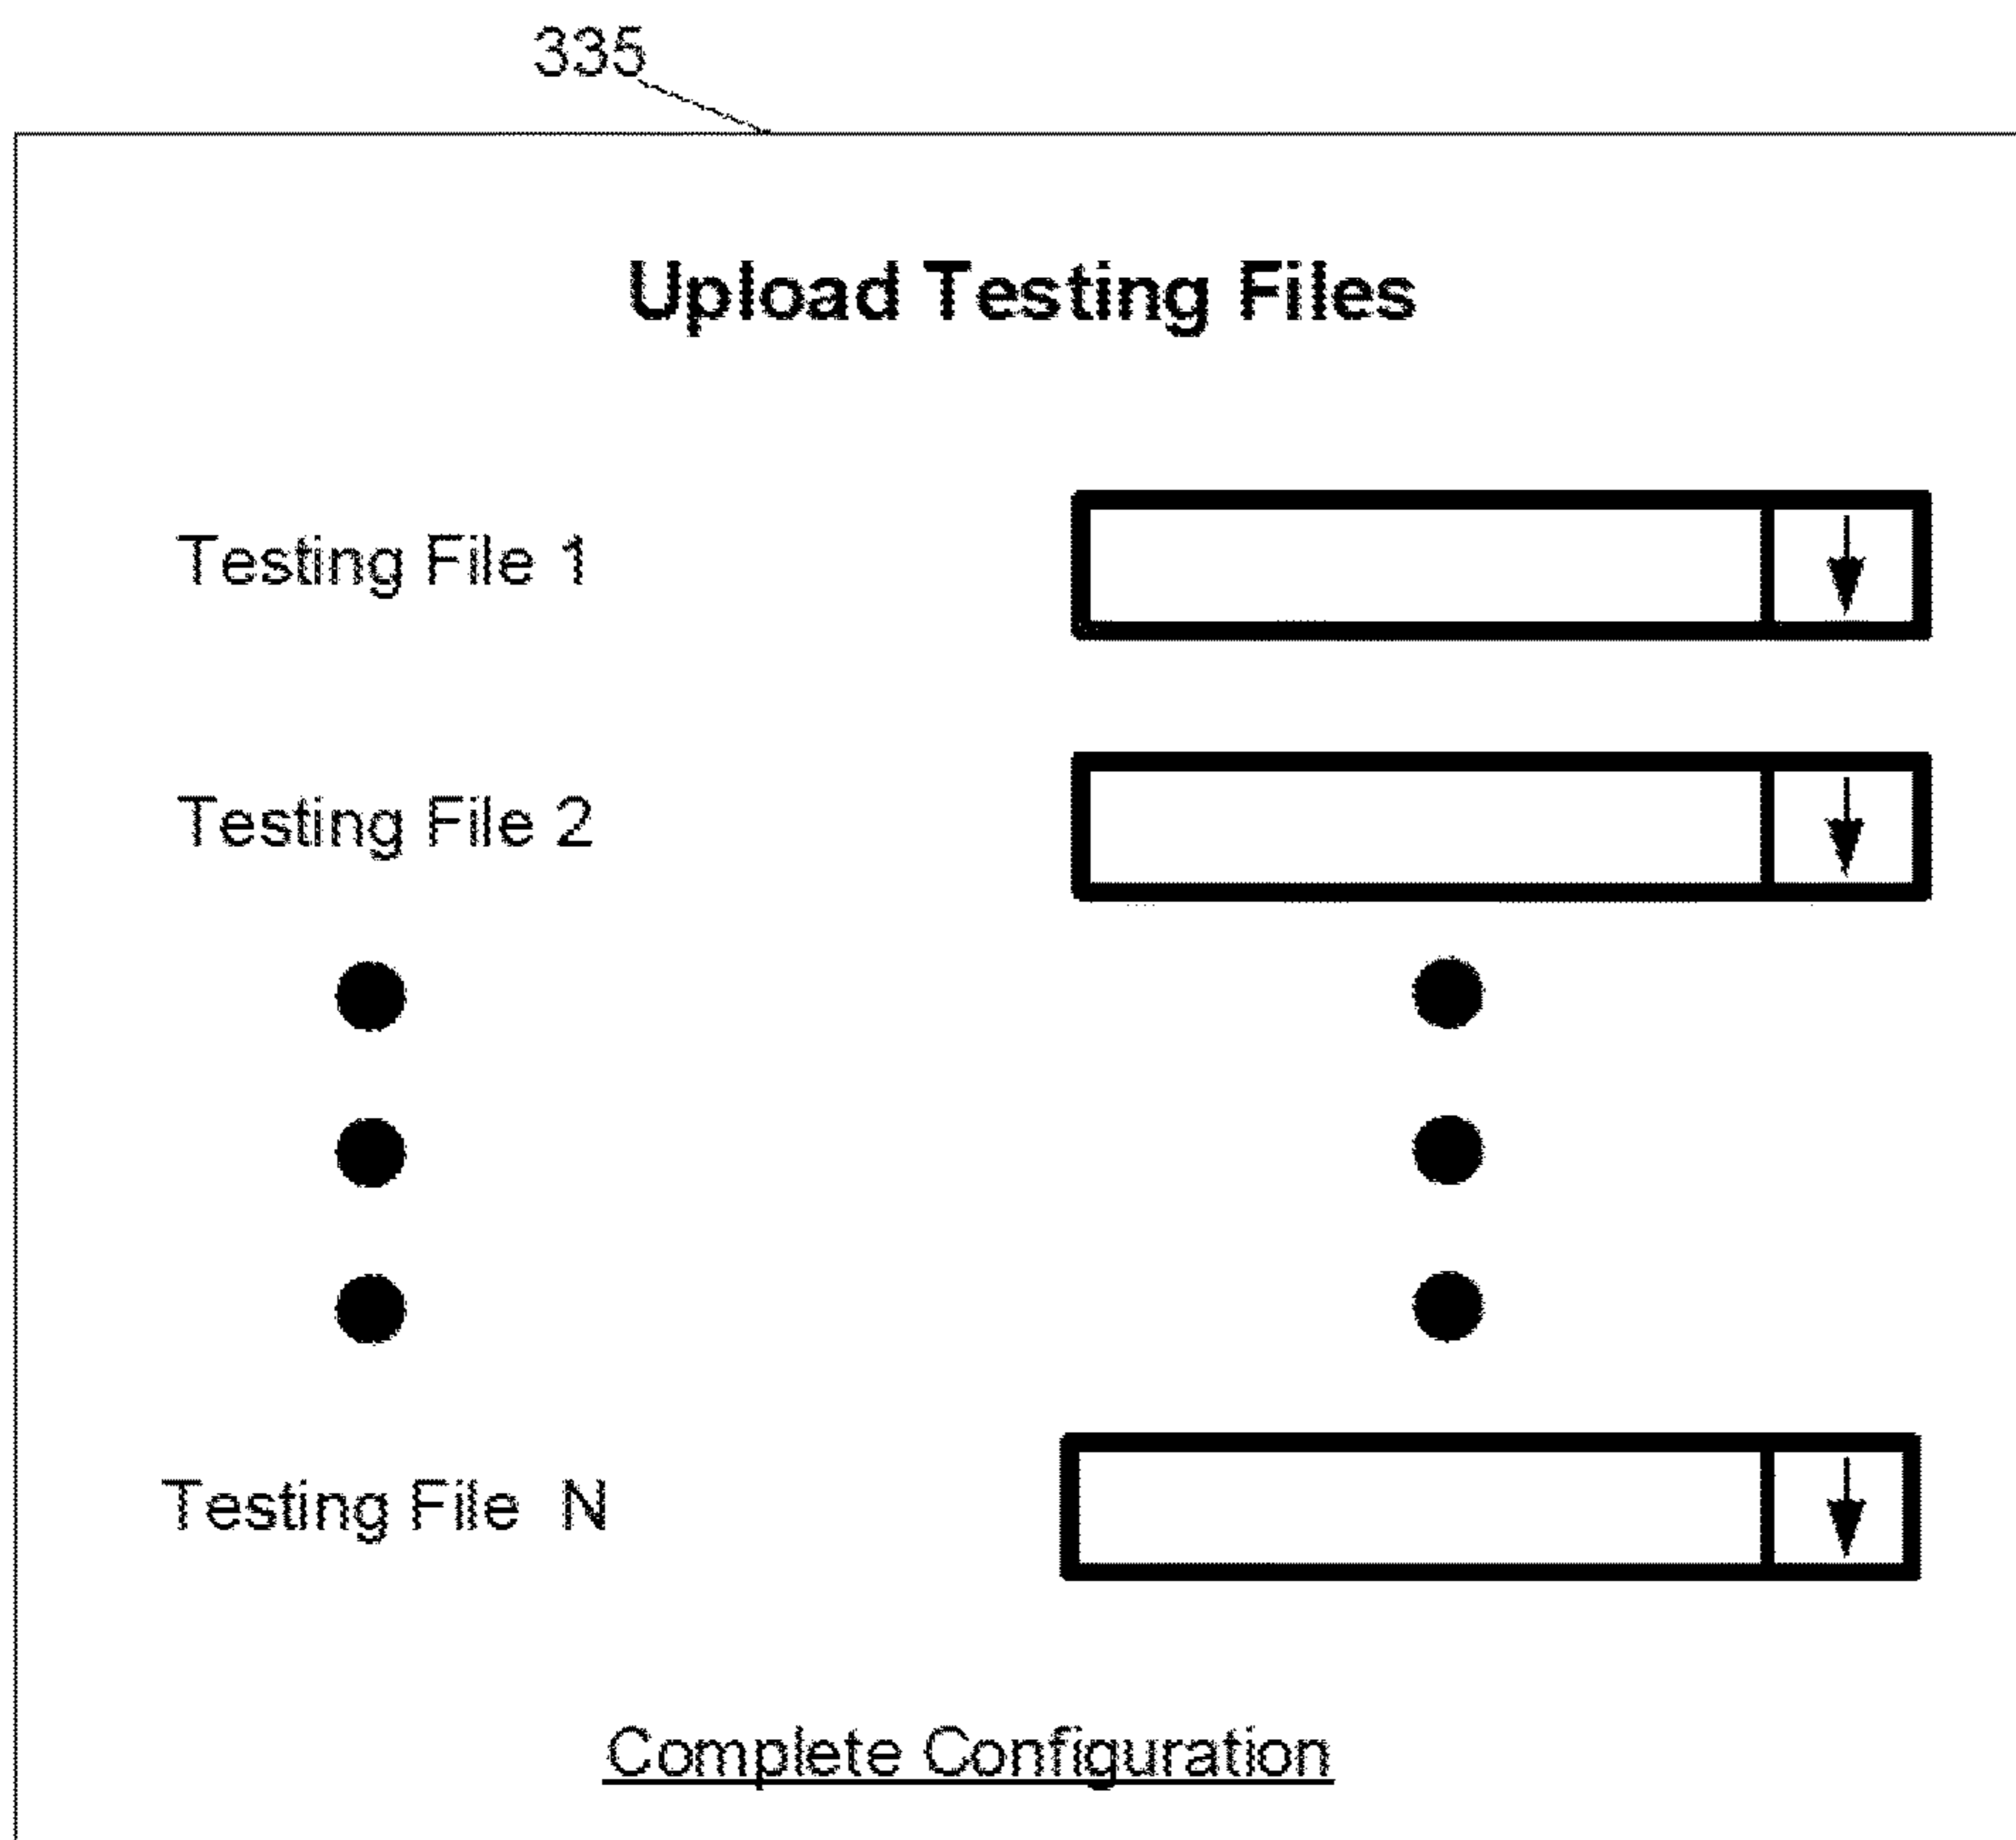 335
Upload Testing Files
Testing File 1
Testing File 2
Testing File N
Complete Configuration